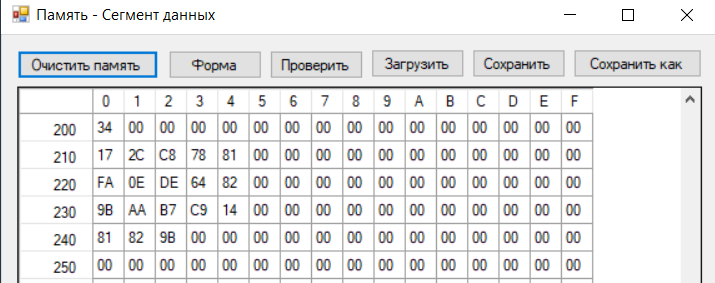 Память - Сегмент данных
Очистить память Форма Проверить Загрузить Сохранить Сохранить как
0 1 2 3 4 5 6 7 8 9 A B C D E F
200 34 00 00 00 00 00 00 00 00 00 00 00 00 00 00 00
210 17 2C C8 78 81 00 00 00 00 00 00 00 00 00 00 00
220 FA 0E DE 64 82 00 00 00 00 00 00 00 00 00 00 00
230 9B AA B7 C9 14 00 00 00 00 00 00 00 00 00 00 00
240 81 82 9B 00 00 00 00 00 00 00 00 00 00 00 00 00
250 00 00 00 00 00 00 00 00 00 00 00 00 00 00 00 00